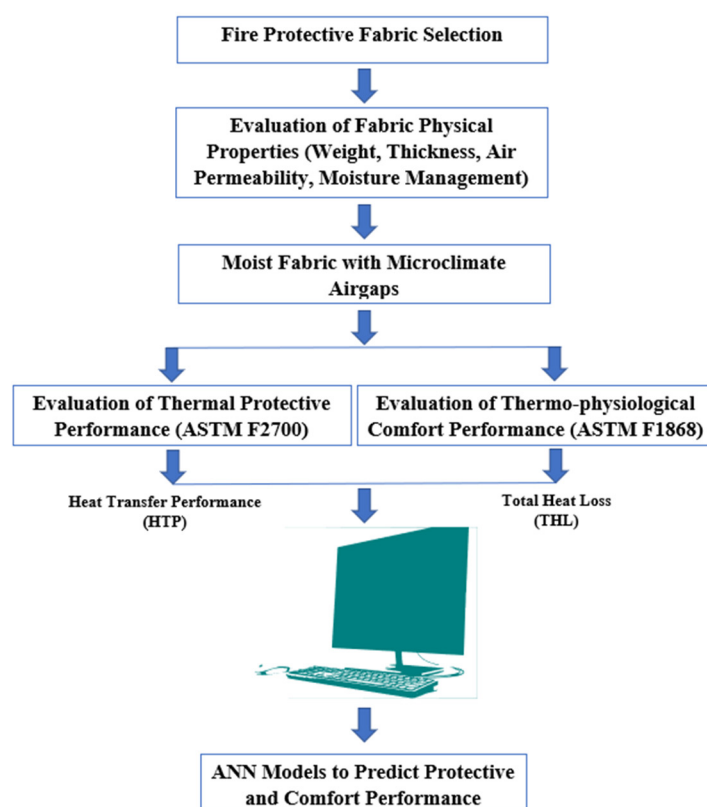 Fire Protective Fabric Selection
Evaluation of Fabric Physical
Properties (Weight, Thickness, Air
Permeability, Moisture Management)
Moist Fabric with Microclimate
Airgaps
Evaluation of Thermal Protective
Performance (ASTM F2700)
Evaluation of Thermo-physiological
Comfort Performance (ASTM F1868)
Heat Transfer Performance
(HTP)
Total Heat Loss
(THL)
ANN Models to Predict Protective
and Comfort Performance